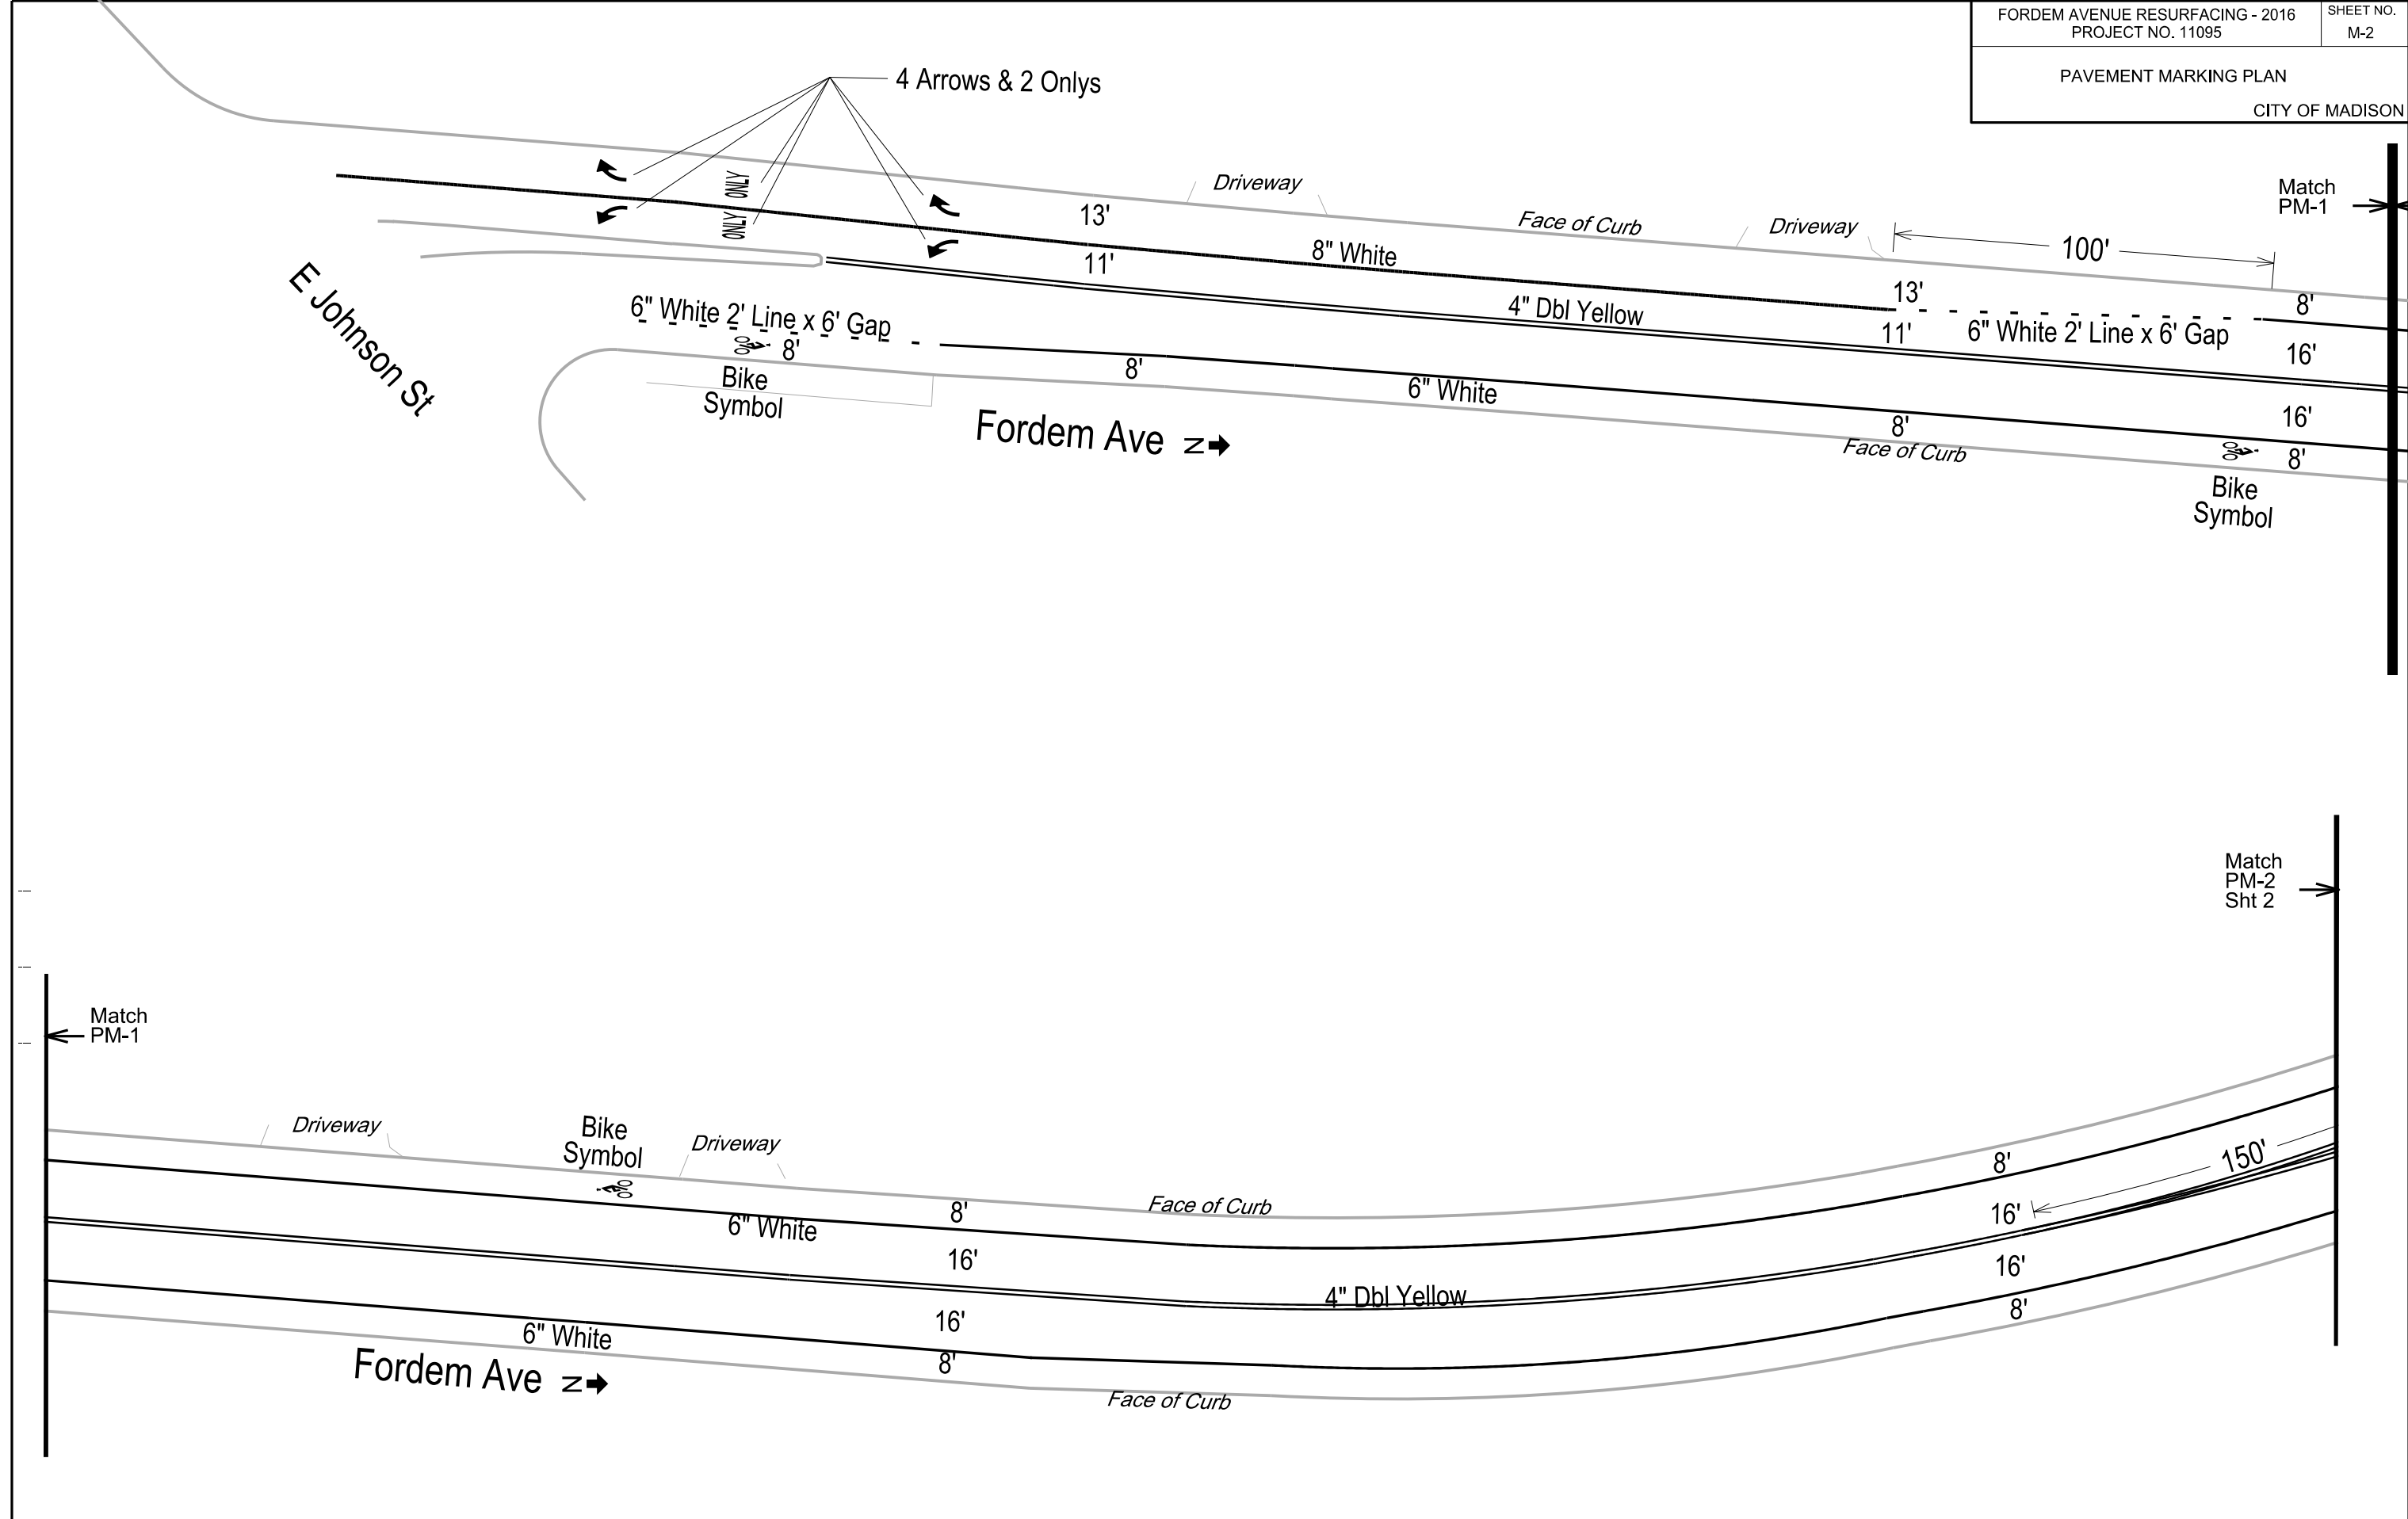 FORDEM AVENUE RESURFACING - 2016
PROJECT NO. 11095
SHEET NO.
M-2
PAVEMENT MARKING PLAN
CITY OF MADISON
4 Arrows & 2 Onlys
ONLY
ONLY
13'
Driveway
Face of Curb
Driveway
100'
Match
PM-1
11'
8" White
13'
8'
4" Dbl Yellow
11'
6" White 2' Line x 6' Gap
16'
E Johnson St
6" White 2' Line x 6' Gap
8'
Bike
Symbol
8'
6" White
16'
8'
8'
Fordem Ave
N
Face of Curb
Bike
Symbol
Match
PM-2
Sht 2
Match
PM-1
Driveway
Bike
Symbol
Driveway
8'
Face of Curb
8'
150'
6" White
16'
16'
16'
4" Dbl Yellow
16'
8'
6" White
8'
Fordem Ave
N
Face of Curb